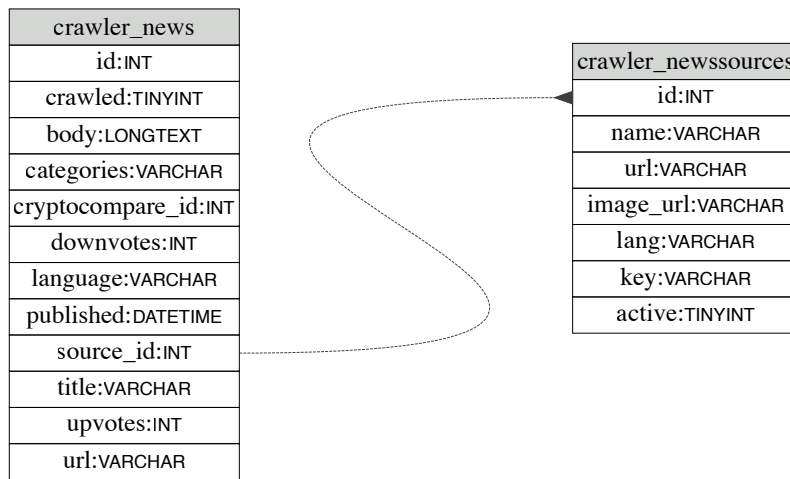 crawler_news
id:INT
crawled:TINYINT
body:LONGTEXT
categories:VARCHAR
cryptocompare_id:INT
downvotes:INT
language:VARCHAR
published:DATETIME
source_id:INT
title:VARCHAR
upvotes:INT
url:VARCHAR
crawler_newssources
id:INT
name:VARCHAR
url:VARCHAR
image_url:VARCHAR
lang:VARCHAR
key:VARCHAR
active:TINYINT